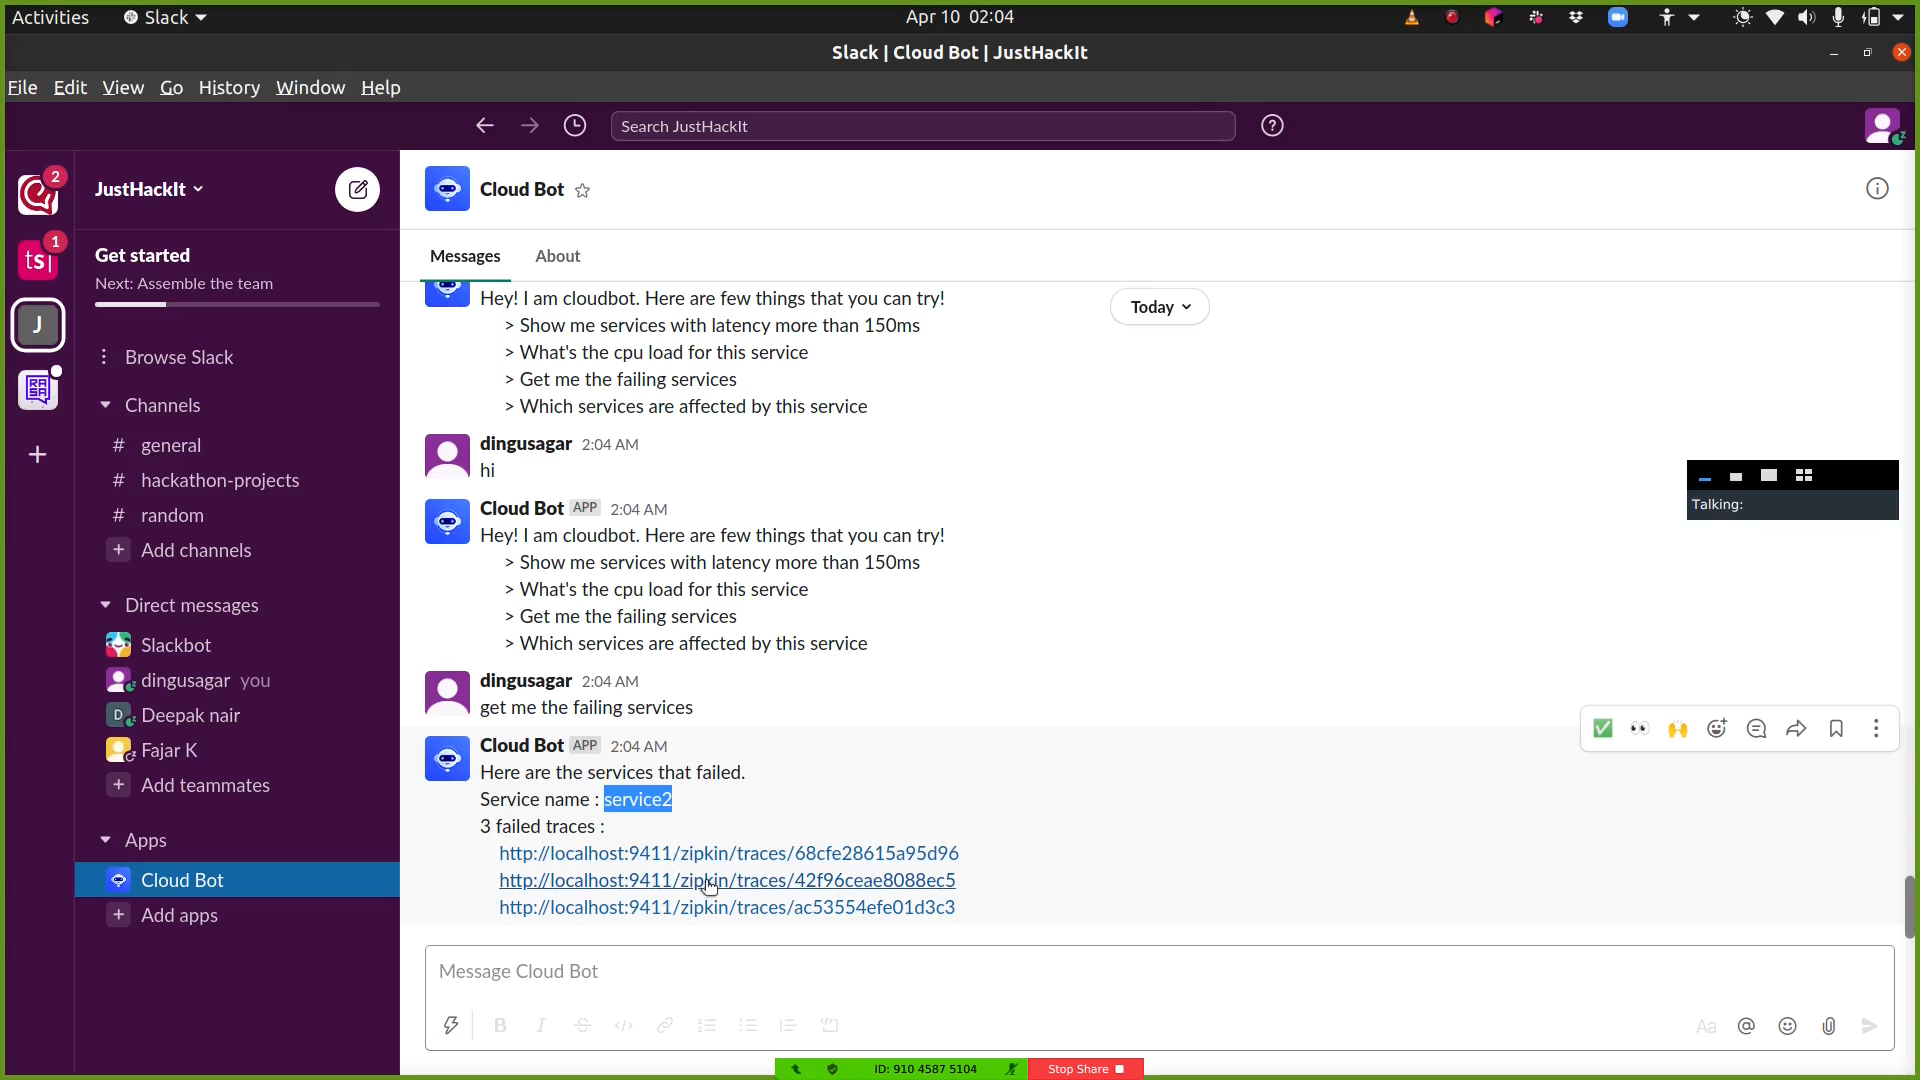 Activities
Slack
Apr 10 02:04
Slack | Cloud Bot | JustHackIt
File Edit View Go History Window Help
Search JustHackIt
2
JustHackIt
Cloud Bot
1
tsl
Get started
Next: Assemble the team
Messages
About
J
Today
Browse Slack
RASA
Channels
# general
# hackathon-projects
# random
+ Add channels
Direct messages
Slackbot
dingusagar you
D Deepak nair
Fajar K
+ Add teammates
Apps
Cloud Bot
+ Add apps
Hey! I am cloudbot. Here are few things that you can try!
> Show me services with latency more than 150ms
> What's the cpu load for this service
> Get me the failing services
> Which services are affected by this service
dingusagar 2:04 AM
hi
Cloud Bot APP 2:04 AM
Hey! I am cloudbot. Here are few things that you can try!
> Show me services with latency more than 150ms
> What's the cpu load for this service
> Get me the failing services
> Which services are affected by this service
dingusagar 2:04 AM
get me the failing services
Cloud Bot APP 2:04 AM
Here are the services that failed.
Service name : service2
3 failed traces :
http://localhost:9411/zipkin/traces/68cfe28615a95d96
http://localhost:9411/zipkin/traces/42f96ceae8088ec5
http://localhost:9411/zipkin/traces/ac53554efe01d3c3
Talking:
Message Cloud Bot
B I S
Aa @
ID: 910 4587 5104
Stop Share